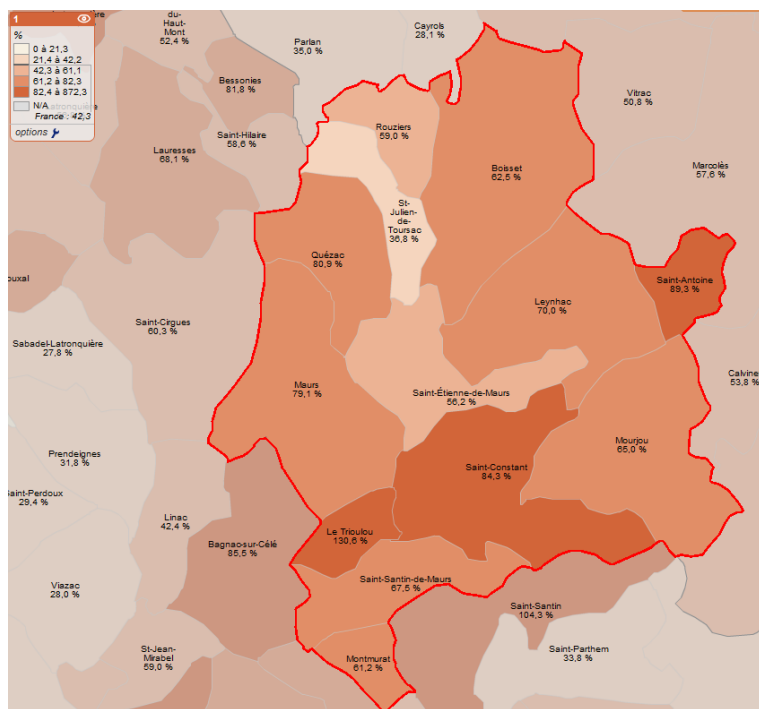 1
%
0 à 21,3
21,4 à 42,2
42,3 à 61,1
61,2 à 82,3
82,4 à 872,3
N/A
France : 42,3
options
du-
Haut-
Mont
52,4 %
Parlan
35,0 %
Cayrols
28,1 %
Bessonies
81,8 %
Vitrac
50,8 %
Latronquière
Rouziers
59,0 %
Saint-Hilaire
58,6 %
Lauresses
68,1 %
Boisset
62,5 %
Marcolès
57,6 %
St-
Julien-
de-
Toursac
36,8 %
Quézac
80,9 %
Saint-Antoine
89,3 %
Leynhac
70,0 %
Saint-Cirgues
60,3 %
Sabadel-Latronquière
27,8 %
Calvine
53,8 %
Maurs
79,1 %
Saint-Étienne-de-Maurs
56,2 %
Mourjou
65,0 %
Prendeignes
31,8 %
Saint-Constant
84,3 %
Saint-Perdoux
29,4 %
Linac
42,4 %
Le Trioulou
130,6 %
Bagnac-sur-Célé
85,5 %
Viazac
28,0 %
Saint-Santin-de-Maurs
67,5 %
Saint-Santin
104,3 %
St-Jean-
Mirabel
59,0 %
Saint-Parthem
33,8 %
Montmurat
61,2 %